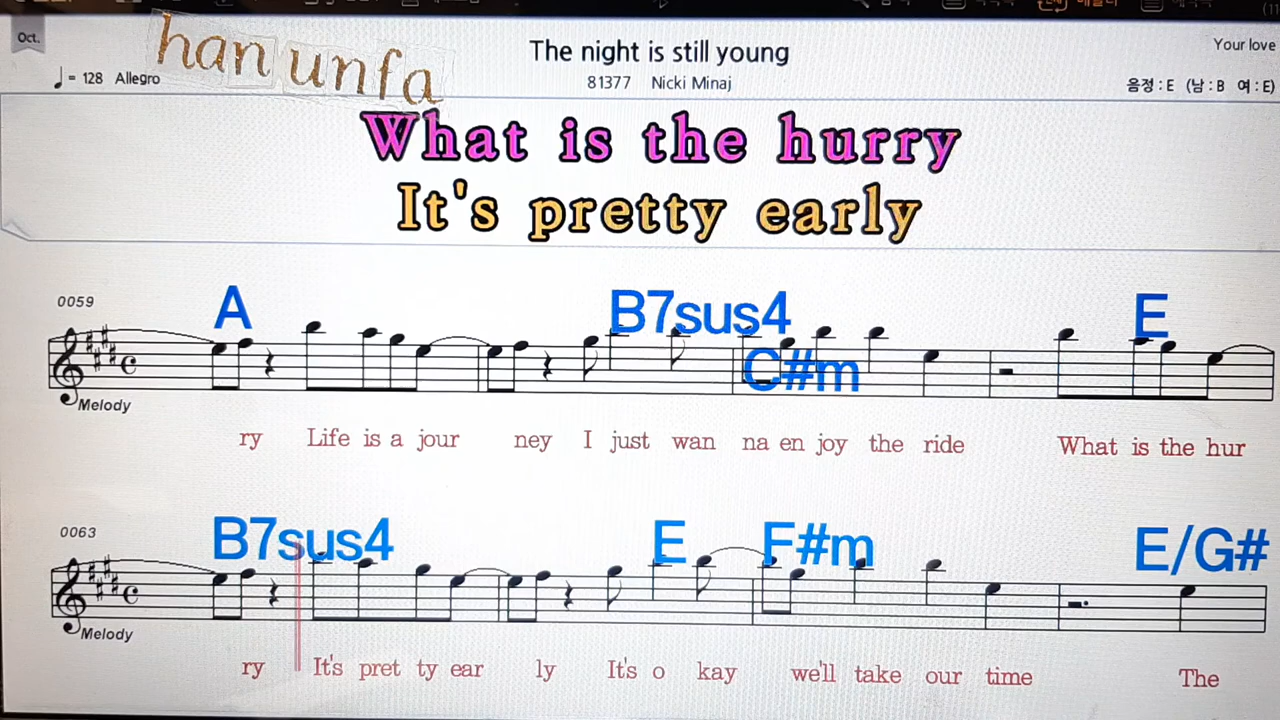 Oct.
han unfa
The night is still young
Your love
♩ = 128 Allegro
81377 Nicki Minaj
음정 : E (남 : B 여 : E)
What is the hurry
It's pretty early
0059
A B7sus4 E
C#m
Melody
ry Life is a jour ney I just wan na en joy the ride What is the hur
0063
B7sus4 E F#m E/G#
Melody
ry It's pret ty ear ly It's o kay we'll take our time The